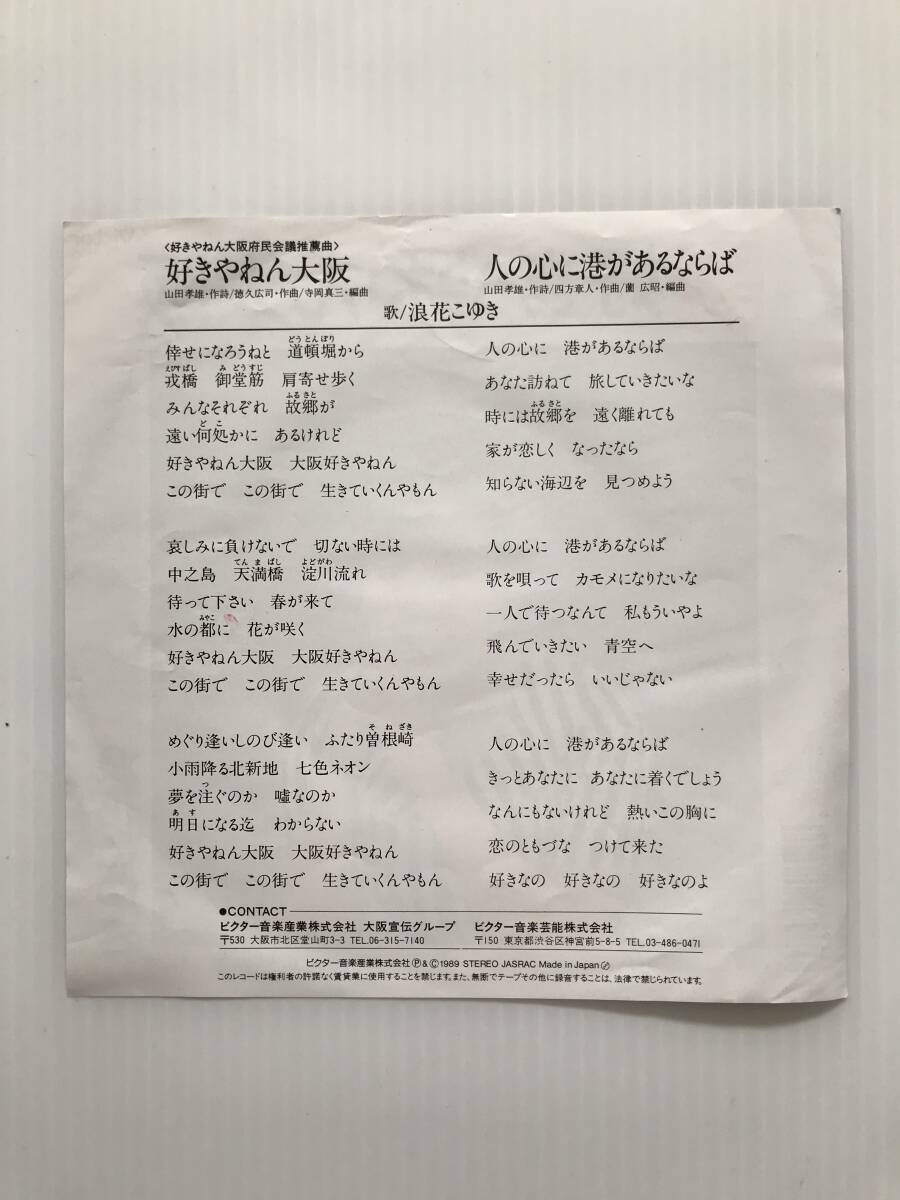 〈好きやねん大阪府民会議推薦曲〉
好きやねん大阪
山田孝雄・作詩/徳久広司・作曲/寺岡真三・編曲
人の心に港があるならば
山田孝雄・作詩/四方章人・作曲/蘭 広昭・編曲
歌/浪花こゆき
倖せになろうねと 道頓堀から
戎橋 御堂筋 肩寄せ歩く
みんなそれぞれ 故郷が
遠い何処かに あるけれど
好きやねん大阪 大阪好きやねん
この街で この街で 生きていくんやもん
哀しみに負けないで 切ない時には
中之島 天満橋 淀川流れ
待って下さい 春が来て
水の都に 花が咲く
好きやねん大阪 大阪好きやねん
この街で この街で 生きていくんやもん
めぐり逢いしのび逢い ふたり曽根崎
小雨降る北新地 七色ネオン
夢を注ぐのか 嘘なのか
明日になる迄 わからない
好きやねん大阪 大阪好きやねん
この街で この街で 生きていくんやもん
人の心に 港があるならば
あなた訪ねて 旅していきたいな
時には故郷を 遠く離れても
家が恋しく なったなら
知らない海辺を 見つめよう
人の心に 港があるならば
歌を唄って カモメになりたいな
一人で待つなんて 私もういやよ
飛んでいきたい 青空へ
幸せだったら いいじゃない
人の心に 港があるならば
きっとあなたに あなたに着くでしょう
なんにもないけれど 熱いこの胸に
恋のともづな つけて来た
好きなの 好きなの 好きなのよ
●CONTACT
ビクター音楽産業株式会社 大阪宣伝グループ
〒530 大阪市北区堂山町3-3 TEL.06-315-7140
ビクター音楽芸能株式会社
〒150 東京都渋谷区神宮前5-8-5 TEL.03-486-0471
ビクター音楽産業株式会社 Ⓟ&Ⓒ1989 STEREO JASRAC Made in Japan
このレコードは権利者の許諾なく賃貸業に使用することを禁じます。また、無断でテープその他に録音することは、法律で禁じられています。